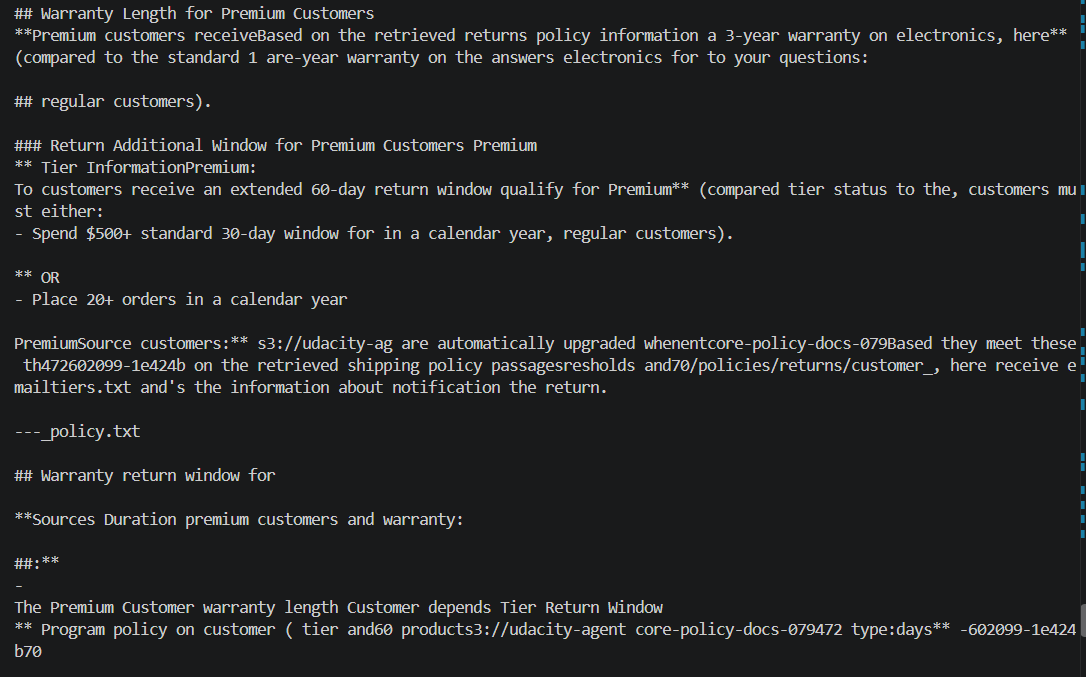 ## Warranty Length for Premium Customers
**Premium customers receiveBased on the retrieved returns policy information a 3-year warranty on electronics, here**
(compared to the standard 1 are-year warranty on the answers electronics for to your questions:
## regular customers).
### Return Additional Window for Premium Customers Premium
** Tier InformationPremium:
To customers receive an extended 60-day return window qualify for Premium** (compared tier status to the, customers mu
st either:
- Spend $500+ standard 30-day window for in a calendar year, regular customers).
** OR
- Place 20+ orders in a calendar year
PremiumSource customers:** s3://udacity-ag are automatically upgraded whenentcore-policy-docs-079Based they meet these
th472602099-1e424b on the retrieved shipping policy passagesresholds and70/policies/returns/customer_, here receive e
mailtiers.txt and's the information about notification the return.
---_policy.txt
## Warranty return window for
**Sources Duration premium customers and warranty:
##:**
-
The Premium Customer warranty length Customer depends Tier Return Window
** Program policy on customer ( tier and60 products3://udacity-agent core-policy-docs-079472 type:days** -602099-1e424
b70